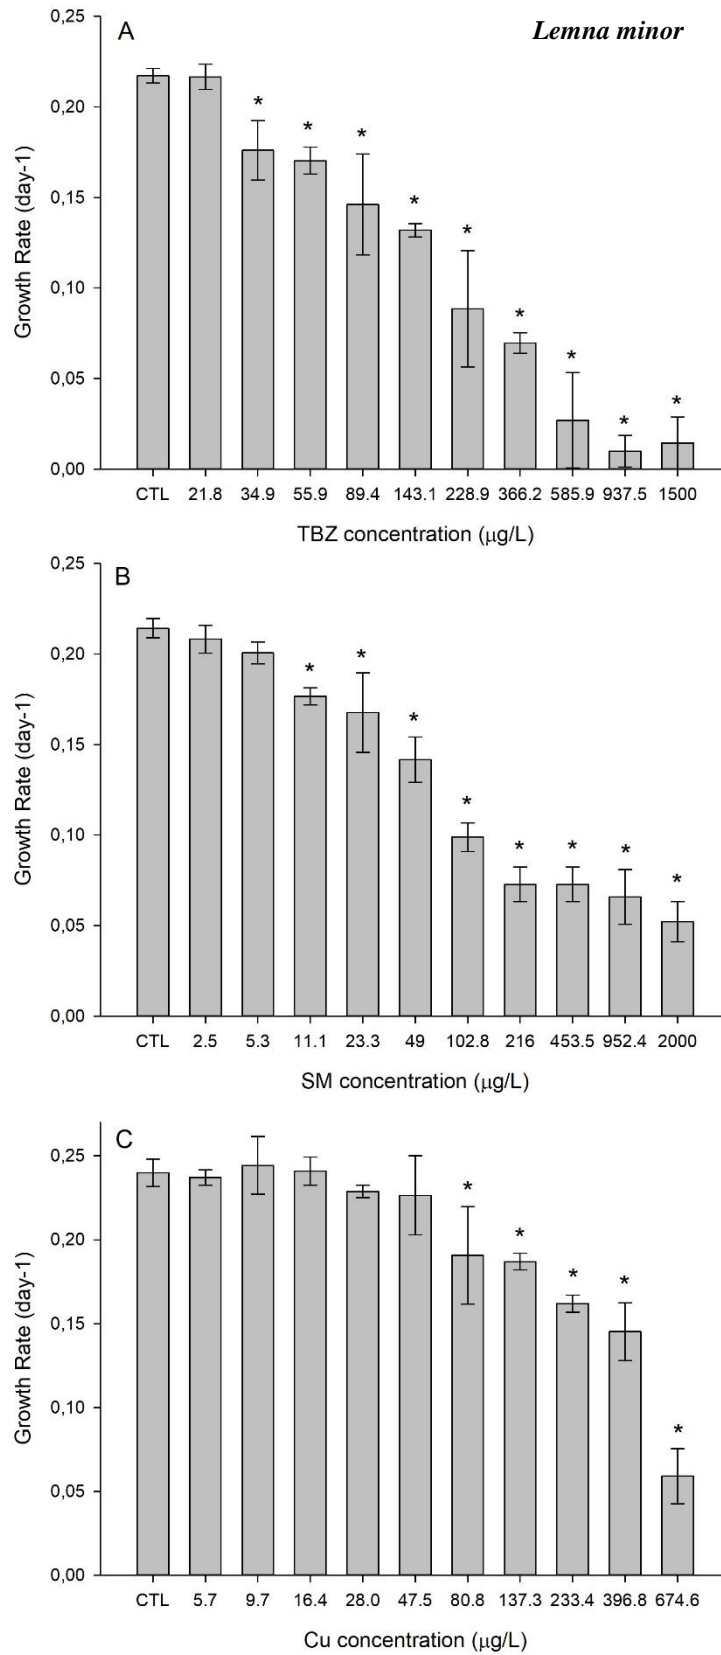 A
Lemna minor
0,25
0,20
0,15
0,10
0,05
0,00
Growth Rate (day-1)
* * * * * * * * *
CTL 21.8 34.9 55.9 89.4 143.1 228.9 366.2 585.9 937.5 1500
TBZ concentration (µg/L)
B
0,25
0,20
0,15
0,10
0,05
0,00
Growth Rate (day-1)
* * * * * * * *
CTL 2.5 5.3 11.1 23.3 49 102.8 216 453.5 952.4 2000
SM concentration (µg/L)
C
0,25
0,20
0,15
0,10
0,05
0,00
Growth Rate (day-1)
* * * * *
CTL 5.7 9.7 16.4 28.0 47.5 80.8 137.3 233.4 396.8 674.6
Cu concentration (µg/L)